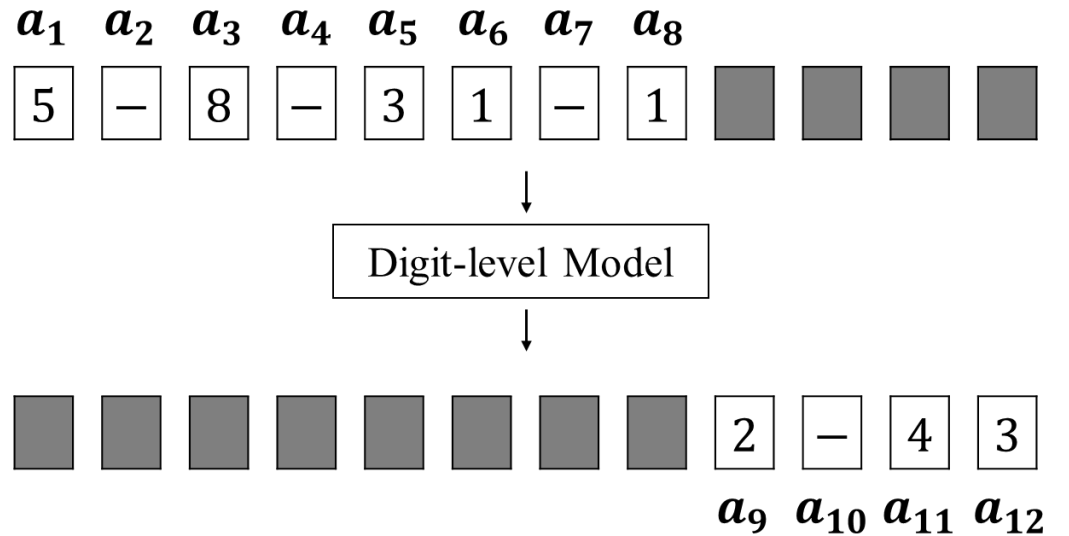 a₁ a₂ a₃ a₄ a₅ a₆ a₇ a₈
5 − 8 − 3 1 − 1
Digit-level Model
2 − 4 3
a₉ a₁₀ a₁₁ a₁₂